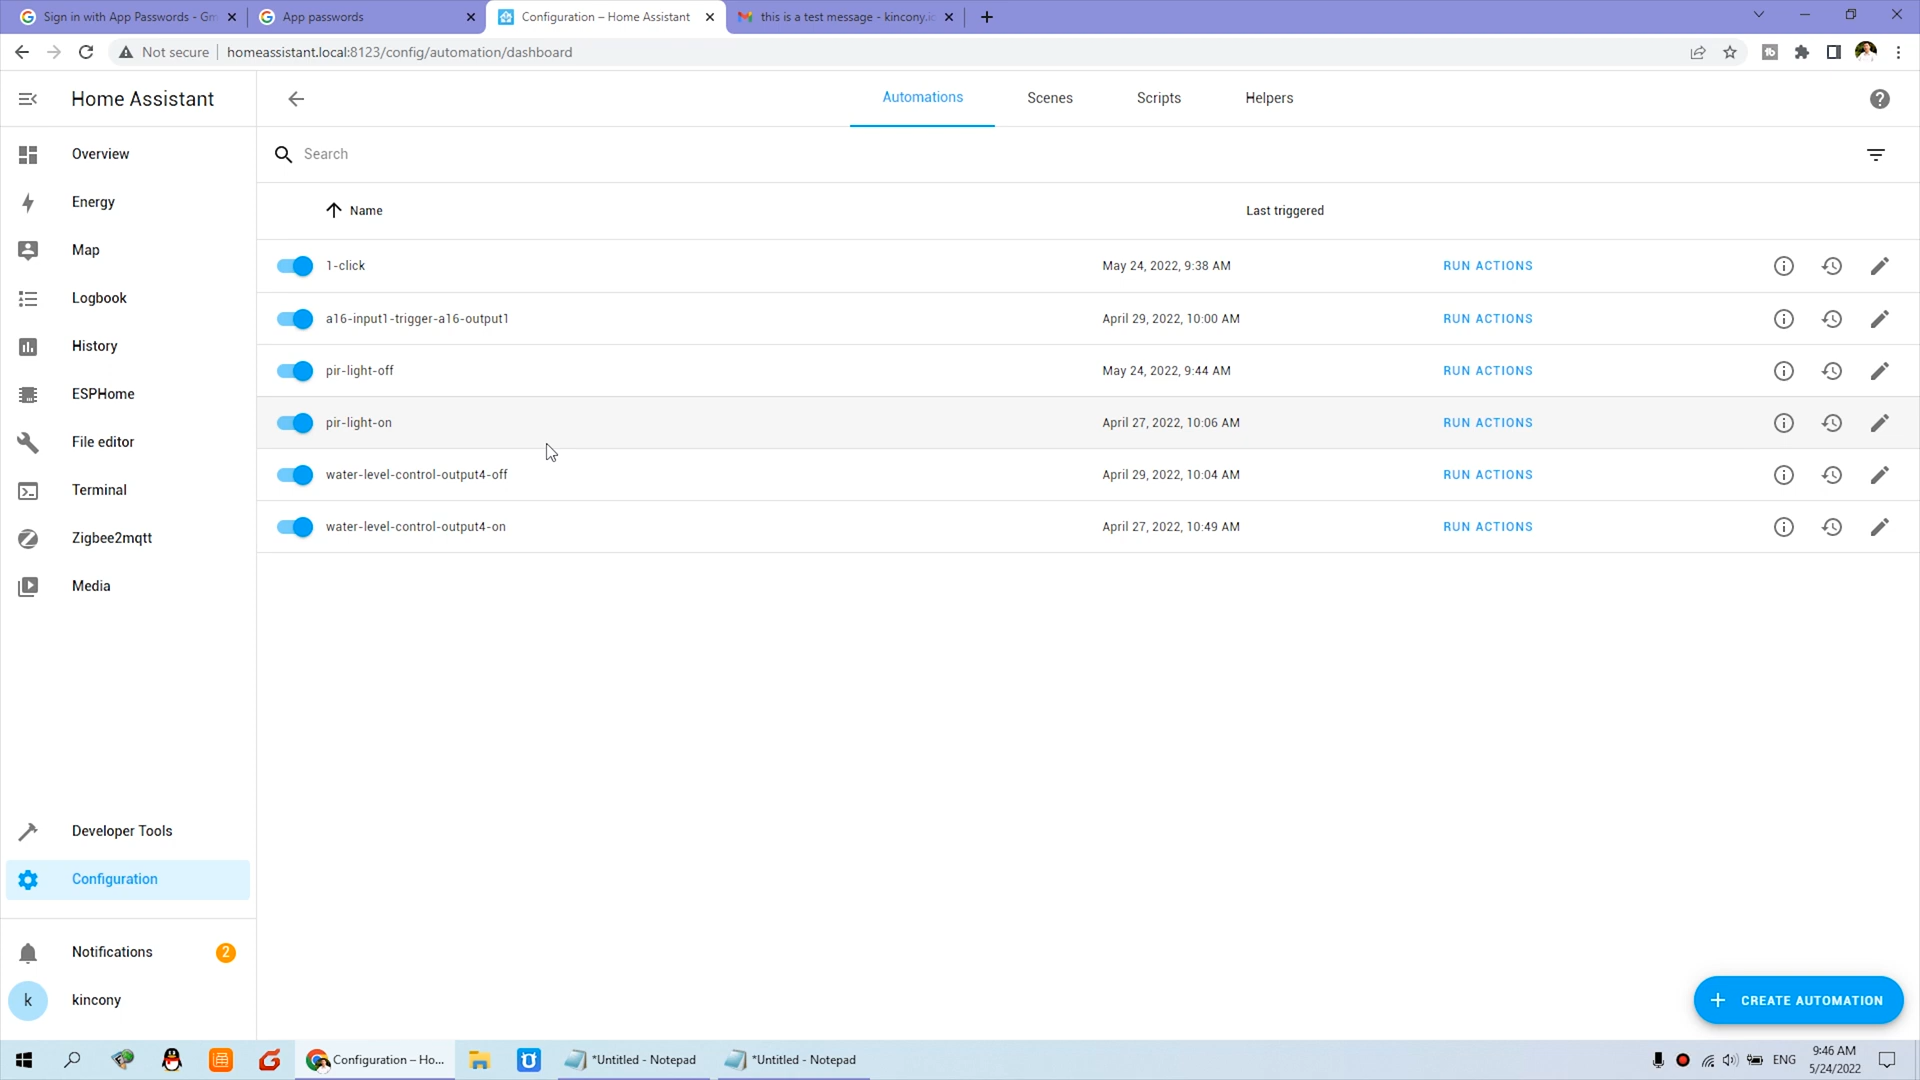 Sign in with App Passwords - Gm
App passwords
Configuration – Home Assistant
this is a test message - kincony.io
Not secure
homeassistant.local:8123/config/automation/dashboard
Home Assistant
Automations
Scenes
Scripts
Helpers
Overview
Search
Energy
Name
Last triggered
Map
1-click
May 24, 2022, 9:38 AM
RUN ACTIONS
Logbook
a16-input1-trigger-a16-output1
April 29, 2022, 10:00 AM
RUN ACTIONS
History
pir-light-off
May 24, 2022, 9:44 AM
RUN ACTIONS
ESPHome
pir-light-on
April 27, 2022, 10:06 AM
RUN ACTIONS
File editor
water-level-control-output4-off
April 29, 2022, 10:04 AM
RUN ACTIONS
Terminal
water-level-control-output4-on
April 27, 2022, 10:49 AM
RUN ACTIONS
Zigbee2mqtt
Media
Developer Tools
Configuration
Notifications
2
k
kincony
CREATE AUTOMATION
Configuration – Ho...
*Untitled - Notepad
*Untitled - Notepad
ENG
9:46 AM
5/24/2022